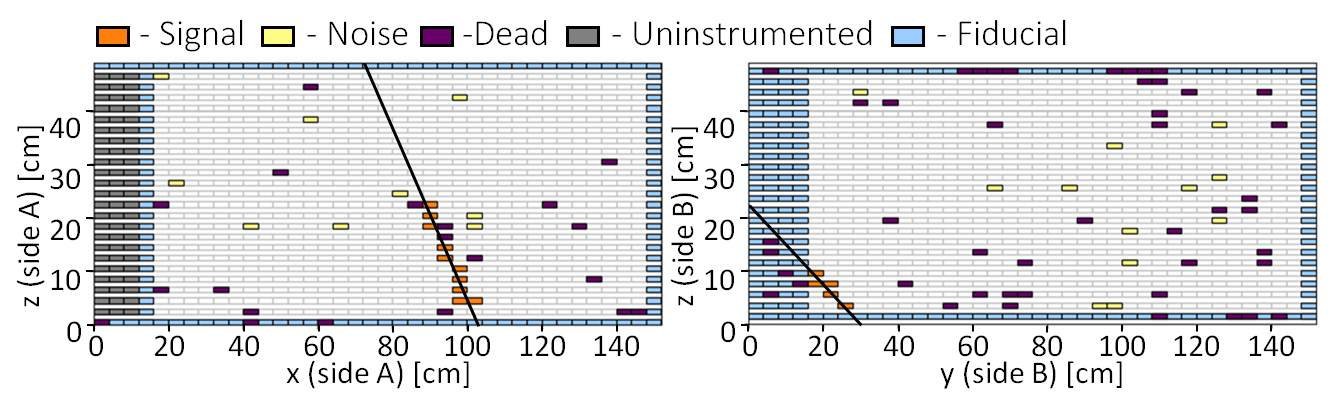 - Signal - Noise -Dead - Uninstrumented - Fiducial
z (side A) [cm]
40
30
20
10
0
0 20 40 60 80 100 120 140
x (side A) [cm]
z (side B) [cm]
40
30
20
10
0
0 20 40 60 80 100 120 140
y (side B) [cm]